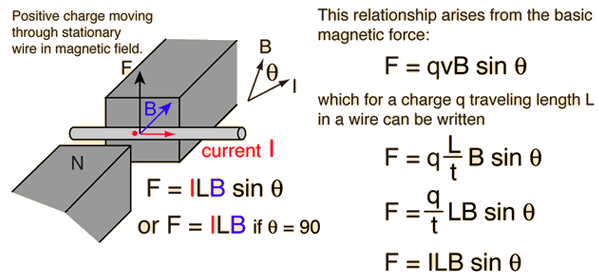 Positive charge moving
through stationary
wire in magnetic field.
F
B
B
θ
I
current I
N
F = ILB sin θ
or F = ILB if θ = 90
This relationship arises from the basic
magnetic force:
F = qvB sin θ
which for a charge q traveling length L
in a wire can be written
F = q L/t B sin θ
F = q/t LB sin θ
F = ILB sin θ